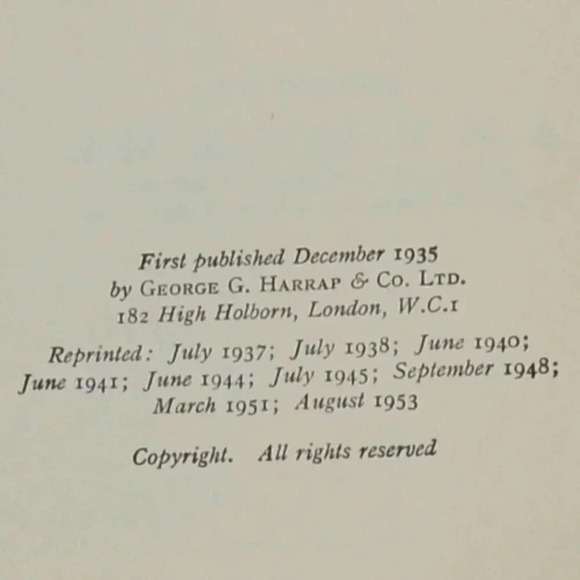 First published December 1935
by GEORGE G. HARRAP & Co. LTD.
182 High Holborn, London, W.C.1
Reprinted: July 1937; July 1938; June 1940;
June 1941; June 1944; July 1945; September 1948;
March 1951; August 1953
Copyright. All rights reserved